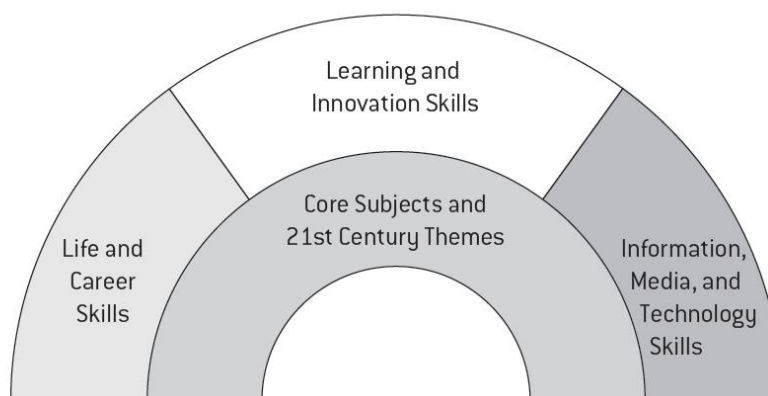 Learning and
Innovation Skills
Core Subjects and
21st Century Themes
Life and
Career
Skills
Information,
Media, and
Technology
Skills